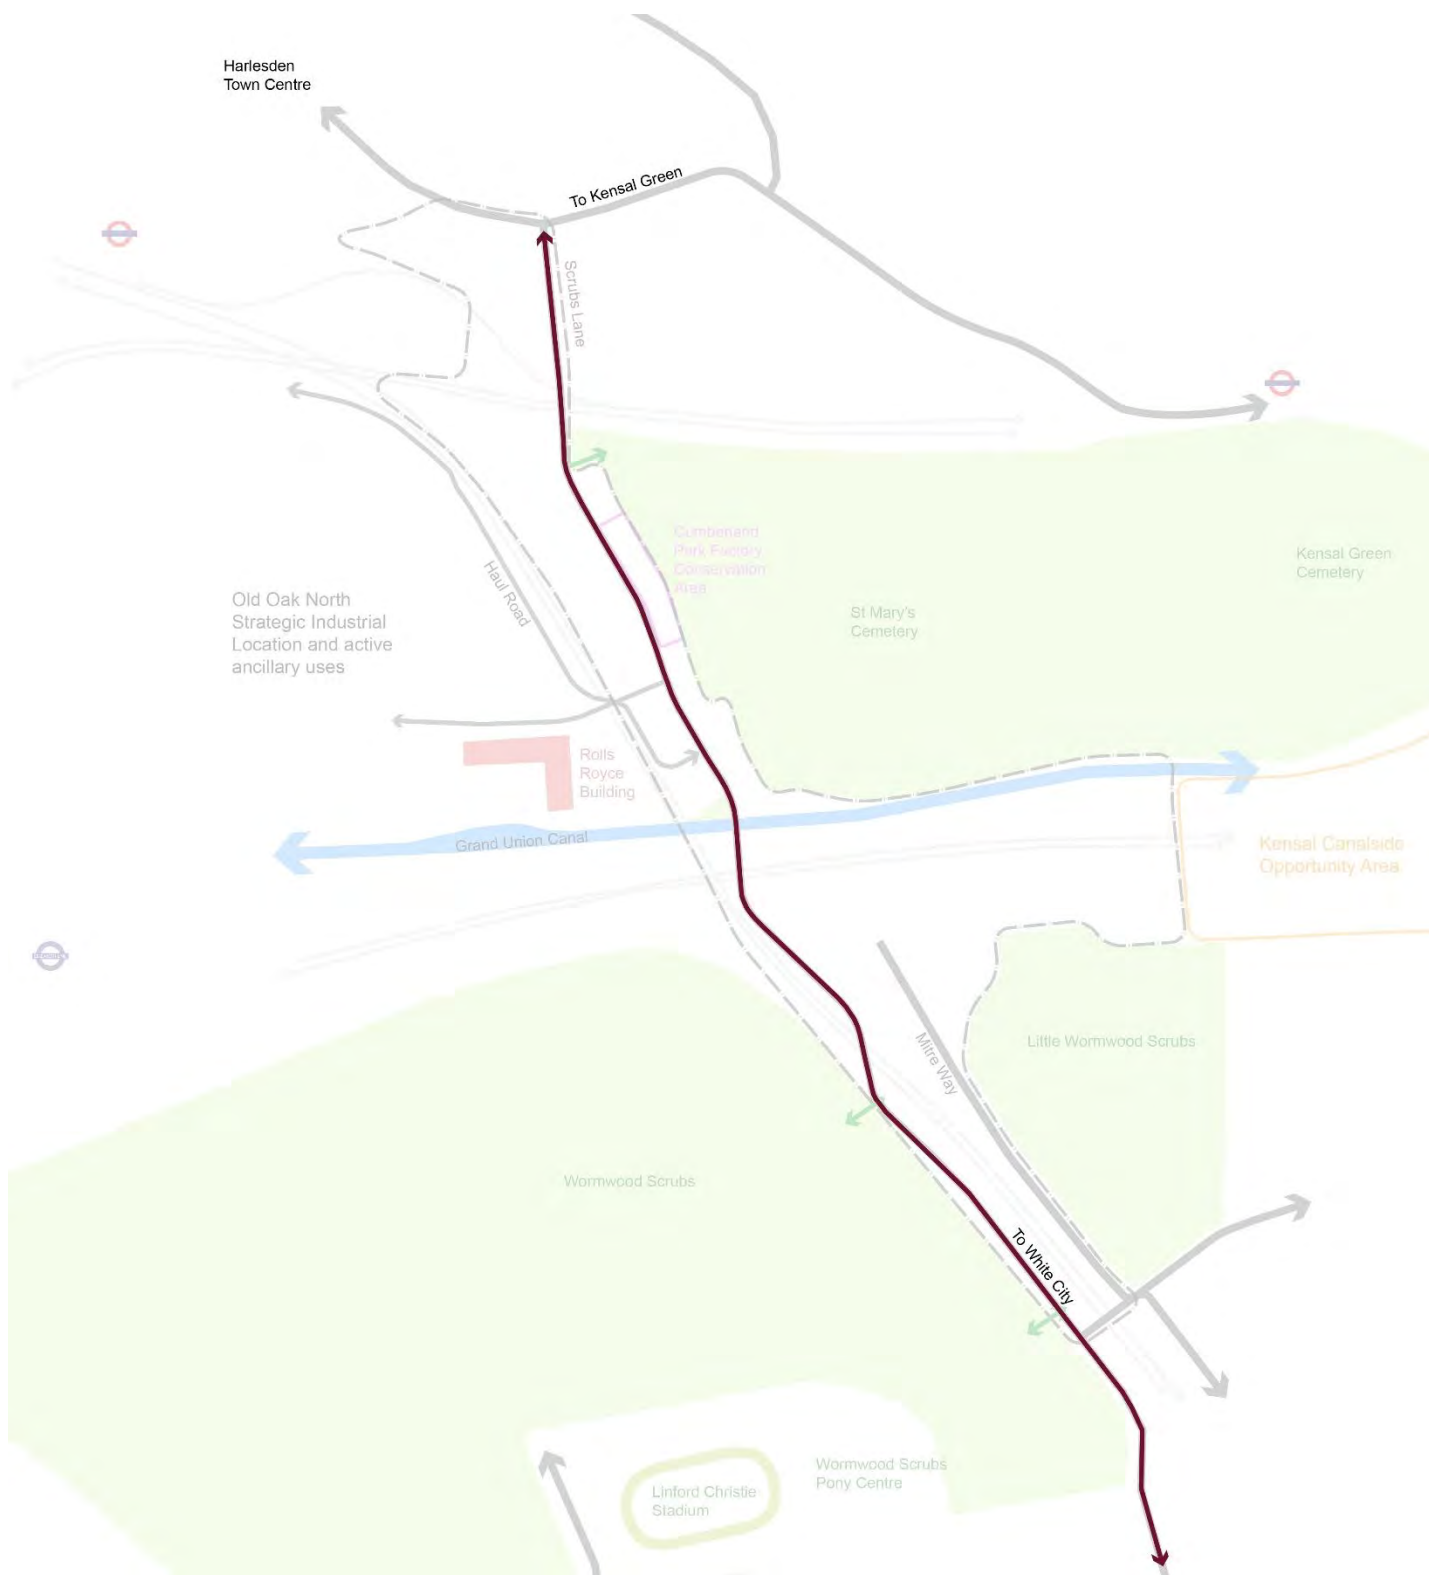 Harlesden
Town Centre
To Kensal Green
Scrubs Lane
Cumberland
Park Factory
Conservation
Area
Kensal Green
Cemetery
Haul Road
Old Oak North
Strategic Industrial
Location and active
ancillary uses
St Mary's
Cemetery
Rolls
Royce
Building
Grand Union Canal
Kensal Canalside
Opportunity Area
Mitre Way
Little Wormwood Scrubs
Wormwood Scrubs
To White City
Wormwood Scrubs
Pony Centre
Linford Christie
Stadium